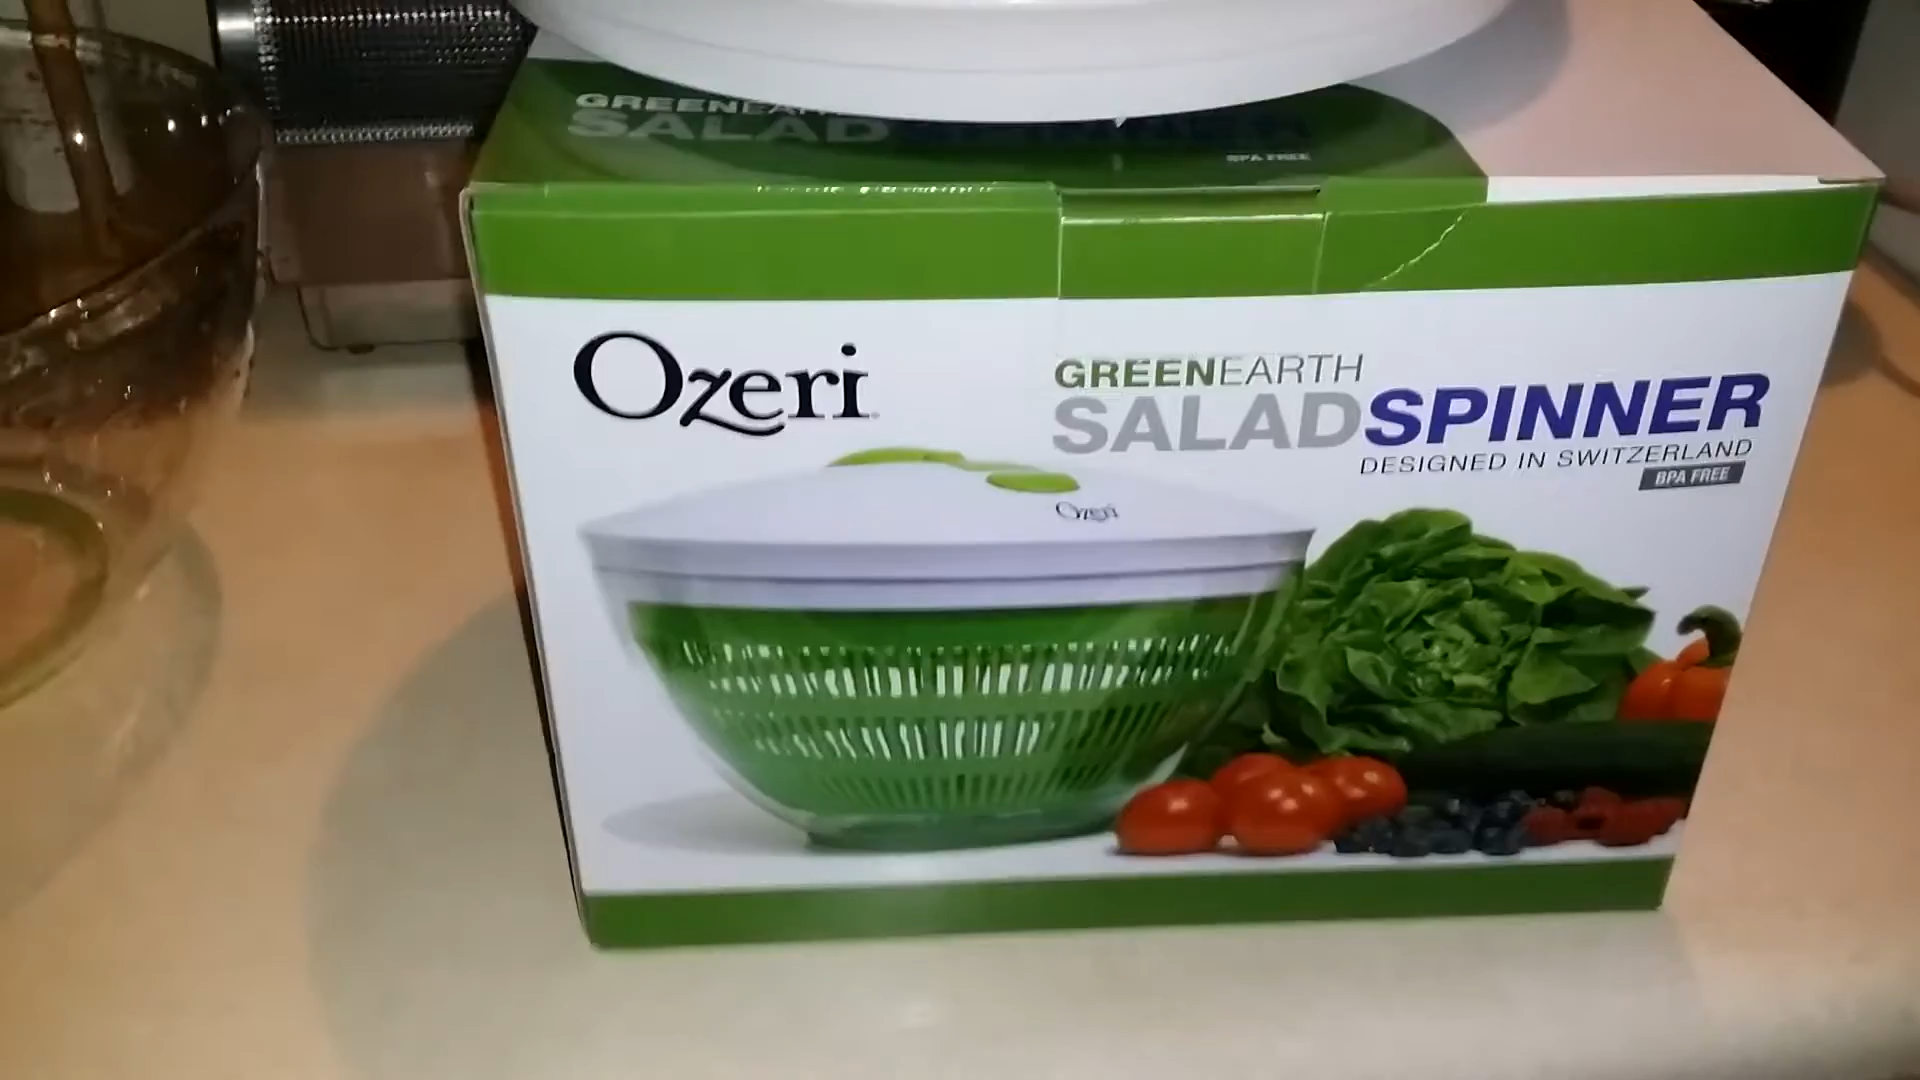 GREENEARTH
SALAD
BPA FREE
Ozeri
GREENEARTH
SALADSPINNER
DESIGNED IN SWITZERLAND
BPA FREE
Ozeri